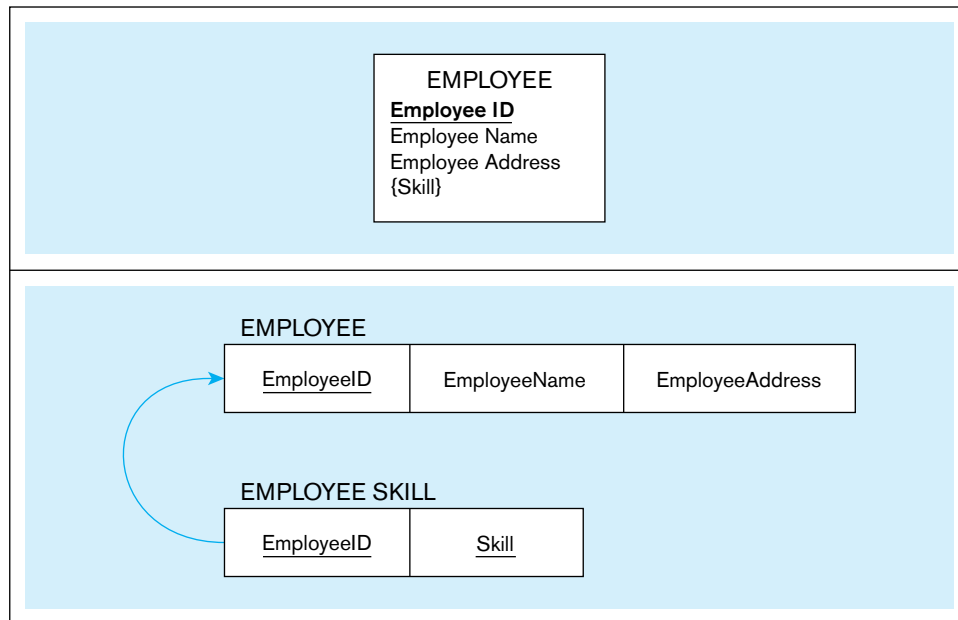 EMPLOYEE
Employee ID
Employee Name
Employee Address
{Skill}
EMPLOYEE
EmployeeID EmployeeName EmployeeAddress
EMPLOYEE SKILL
EmployeeID Skill